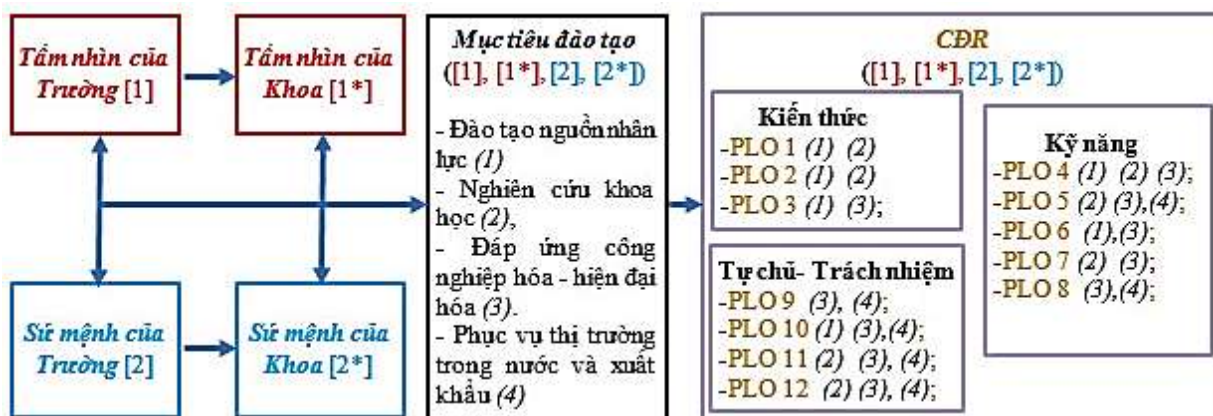 Tầm nhìn của
Trường [1]
Tầm nhìn của
Khoa [1*]
Sứ mệnh của
Trường [2]
Sứ mệnh của
Khoa [2*]
Mục tiêu đào tạo
([1], [1*], [2], [2*])
- Đào tạo nguồn nhân
lực (1)
- Nghiên cứu khoa
học (2),
- Đáp ứng công
nghiệp hóa - hiện đại
hóa (3).
- Phục vụ thị trường
trong nước và xuất
khẩu (4)
CĐR
([1], [1*], [2], [2*])
Kiến thức
-PLO 1 (1) (2)
-PLO 2 (1) (2)
-PLO 3 (1) (3);
Tự chủ- Trách nhiệm
-PLO 9 (3), (4);
-PLO 10 (1) (3),(4);
-PLO 11 (2) (3), (4);
-PLO 12 (2) (3), (4);
Kỹ năng
-PLO 4 (1) (2) (3);
-PLO 5 (2) (3),(4);
-PLO 6 (1),(3);
-PLO 7 (2) (3);
-PLO 8 (3),(4);